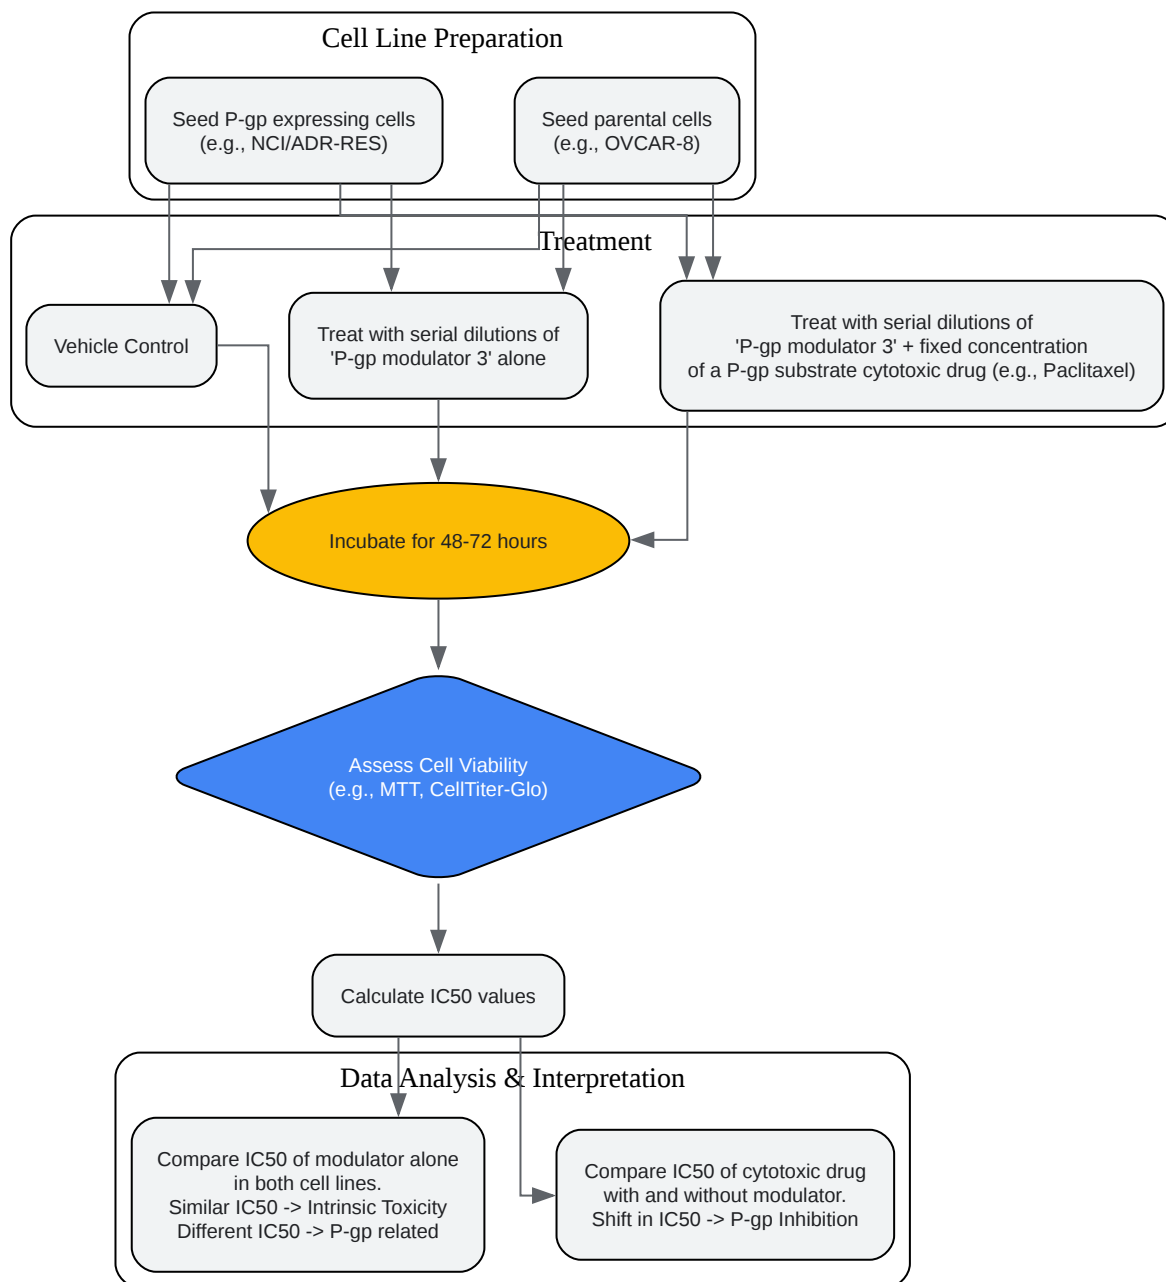 Cell Line Preparation
Seed P-gp expressing cells
(e.g., NCI/ADR-RES)
Seed parental cells
(e.g., OVCAR-8)
Treatment
Vehicle Control
Treat with serial dilutions of
'P-gp modulator 3' alone
Treat with serial dilutions of
'P-gp modulator 3' + fixed concentration
of a P-gp substrate cytotoxic drug (e.g., Paclitaxel)
Incubate for 48-72 hours
Assess Cell Viability
(e.g., MTT, CellTiter-Glo)
Calculate IC50 values
Data Analysis & Interpretation
Compare IC50 of modulator alone
in both cell lines.
Similar IC50 -> Intrinsic Toxicity
Different IC50 -> P-gp related
Compare IC50 of cytotoxic drug
with and without modulator.
Shift in IC50 -> P-gp Inhibition